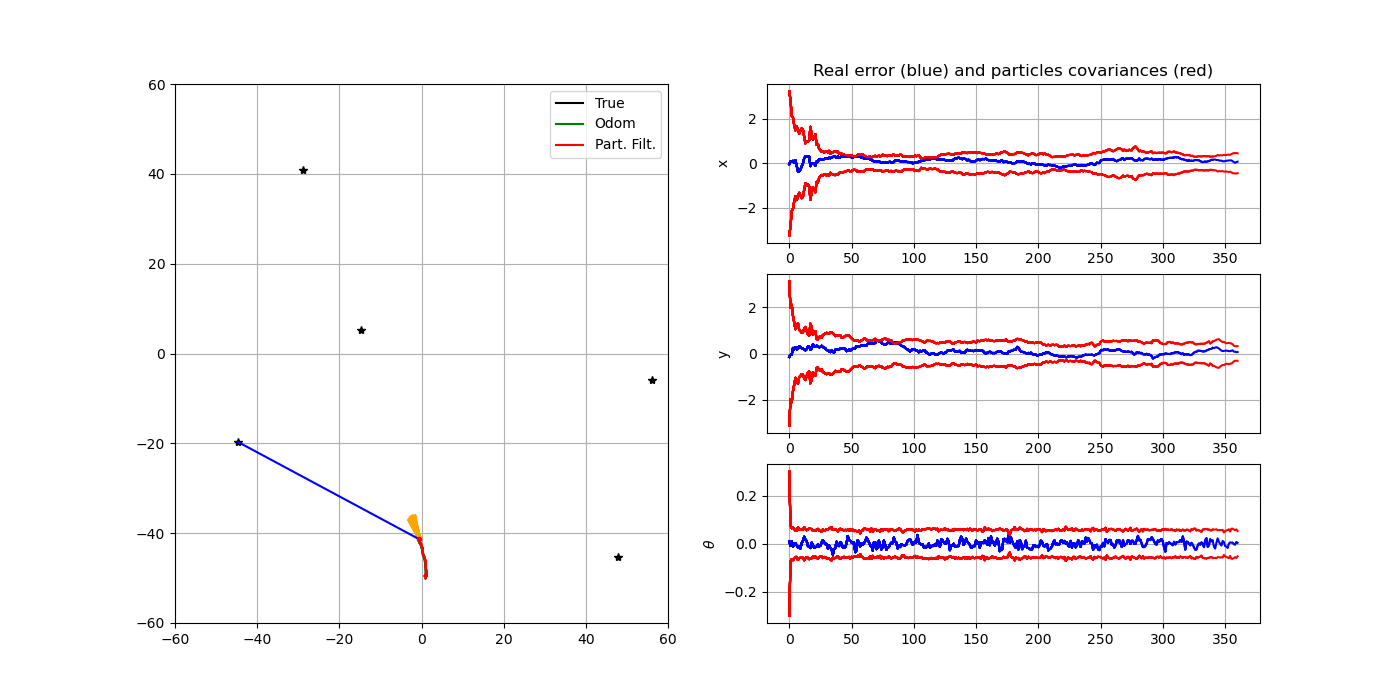 60
40
20
0
−20
−40
−60
−60 −40 −20 0 20 40 60
True
Odom
Part. Filt.
Real error (blue) and particles covariances (red)
x
2
0
−2
0 50 100 150 200 250 300 350
y
2
0
−2
0 50 100 150 200 250 300 350
θ
0.2
0.0
−0.2
0 50 100 150 200 250 300 350